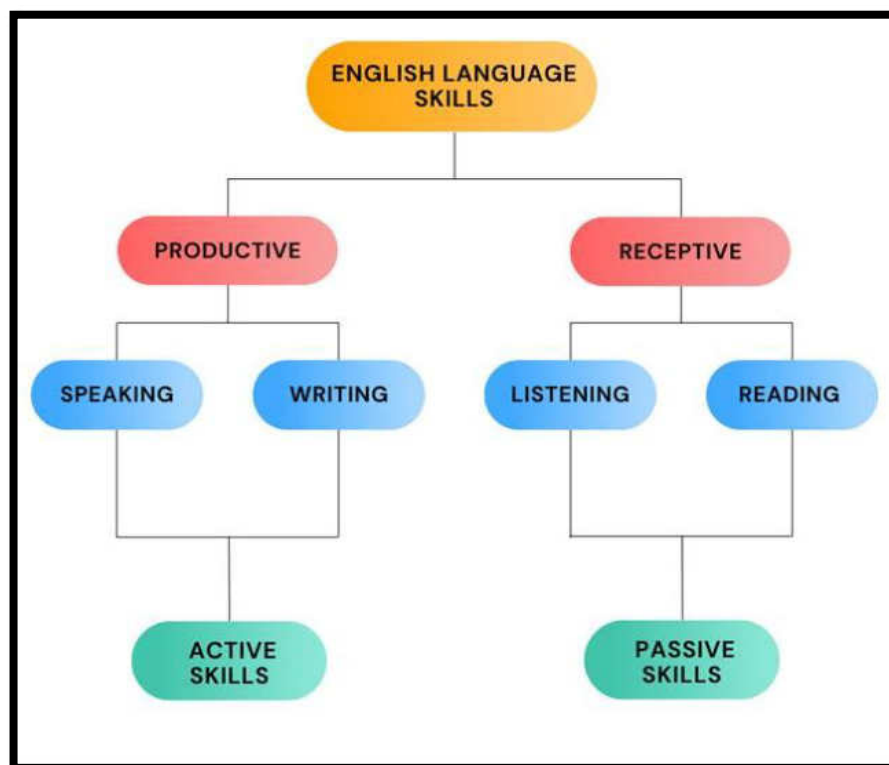 ENGLISH LANGUAGE
SKILLS
PRODUCTIVE
RECEPTIVE
SPEAKING
WRITING
LISTENING
READING
ACTIVE
SKILLS
PASSIVE
SKILLS